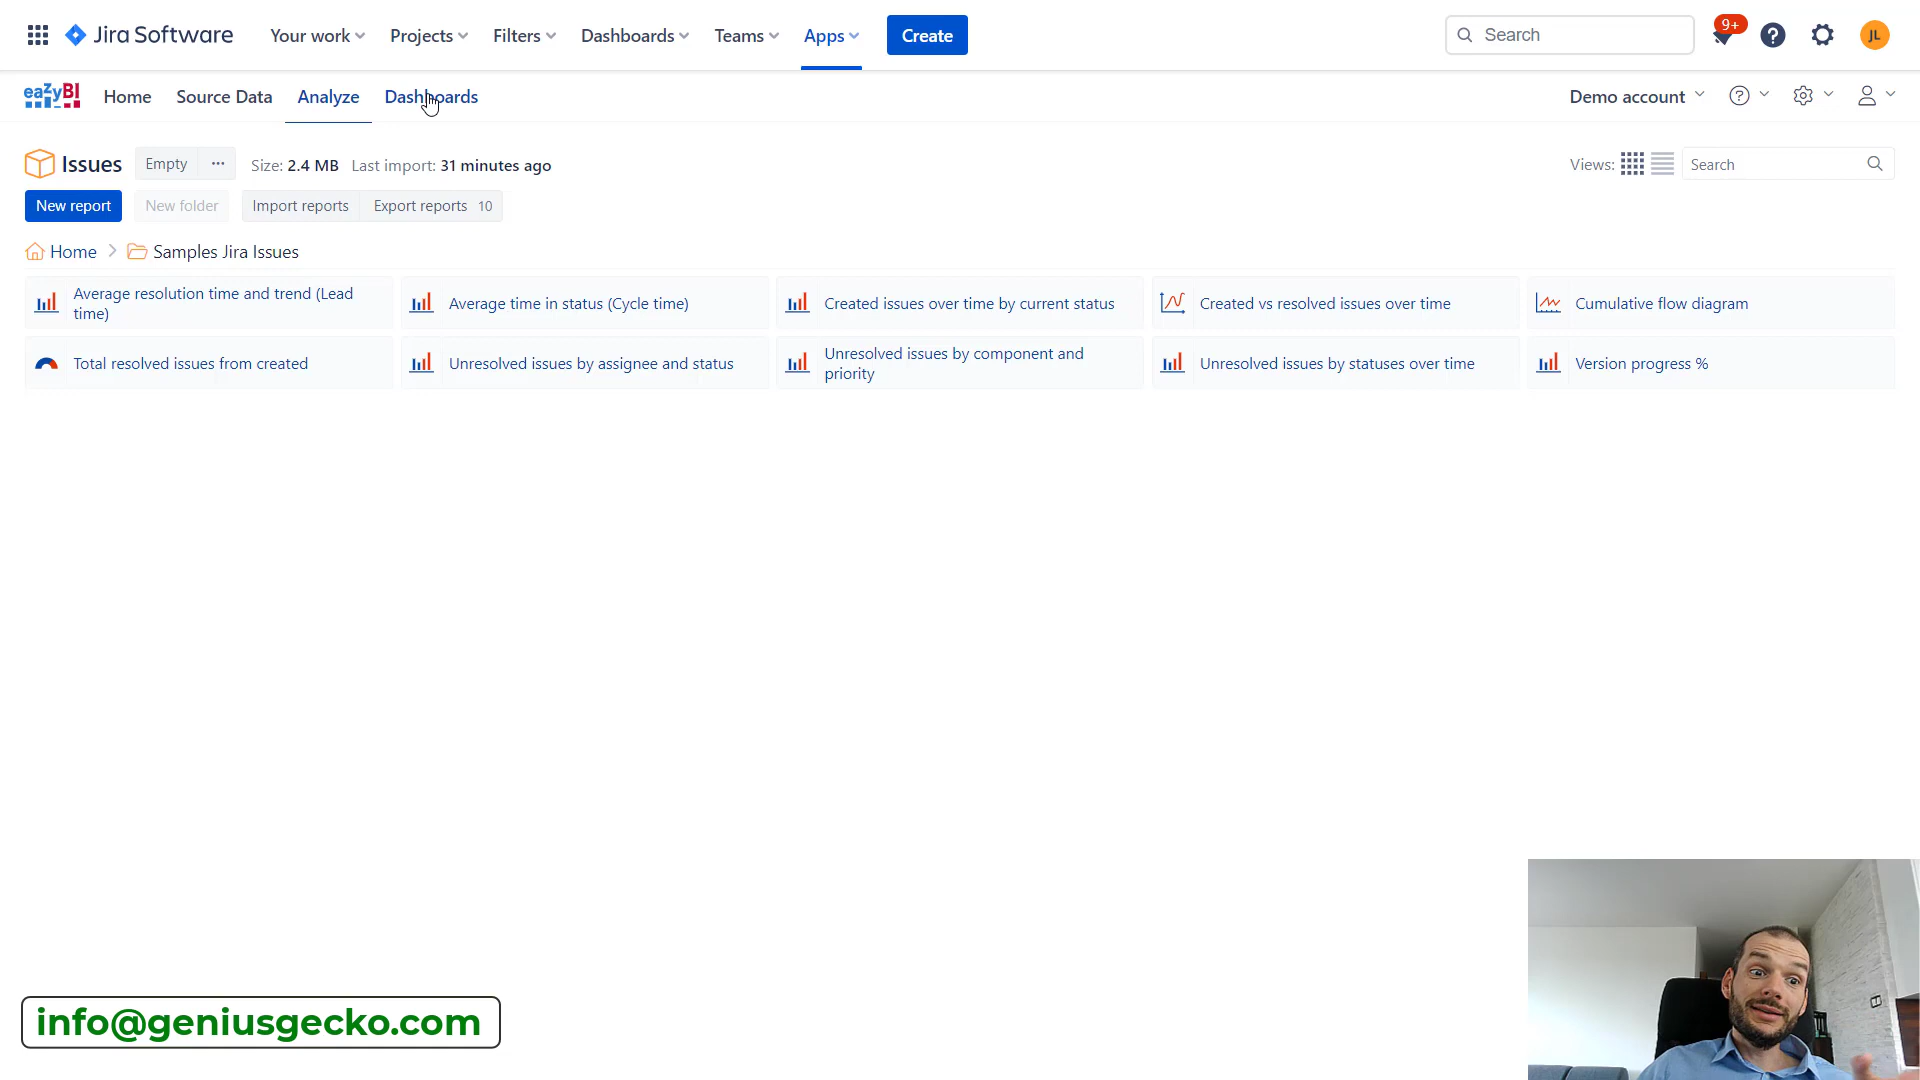 Jira Software Your work Projects Filters Dashboards Teams Apps Create Search 9+ JL
eazyBI Home Source Data Analyze Dashboards Demo account
Issues Empty ... Size: 2.4 MB Last import: 31 minutes ago Views: Search
New report New folder Import reports Export reports 10
Home Samples Jira Issues
Average resolution time and trend (Lead
time)
Average time in status (Cycle time)
Created issues over time by current status
Created vs resolved issues over time
Cumulative flow diagram
Total resolved issues from created
Unresolved issues by assignee and status
Unresolved issues by component and
priority
Unresolved issues by statuses over time
Version progress %
info@geniusgecko.com